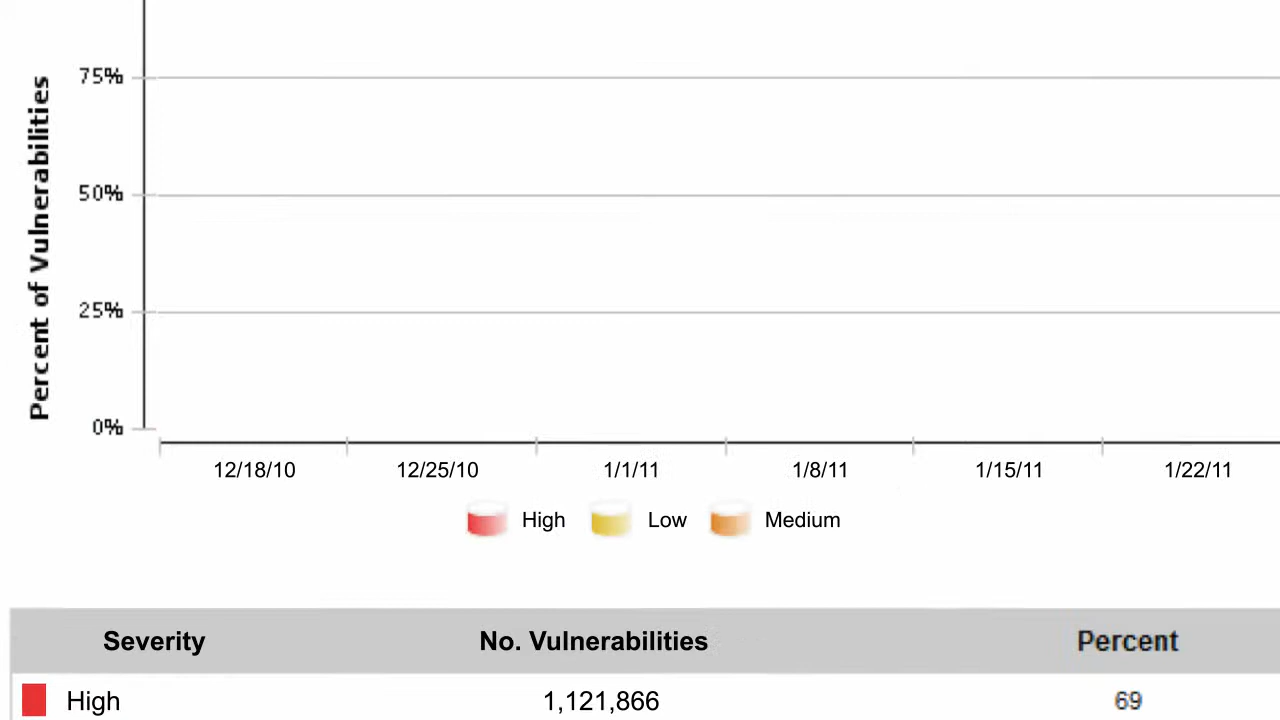 Percent of Vulnerabilities
75%
50%
25%
0%
12/18/10 12/25/10 1/1/11 1/8/11 1/15/11 1/22/11
High Low Medium
Severity No. Vulnerabilities Percent
High 1,121,866 69